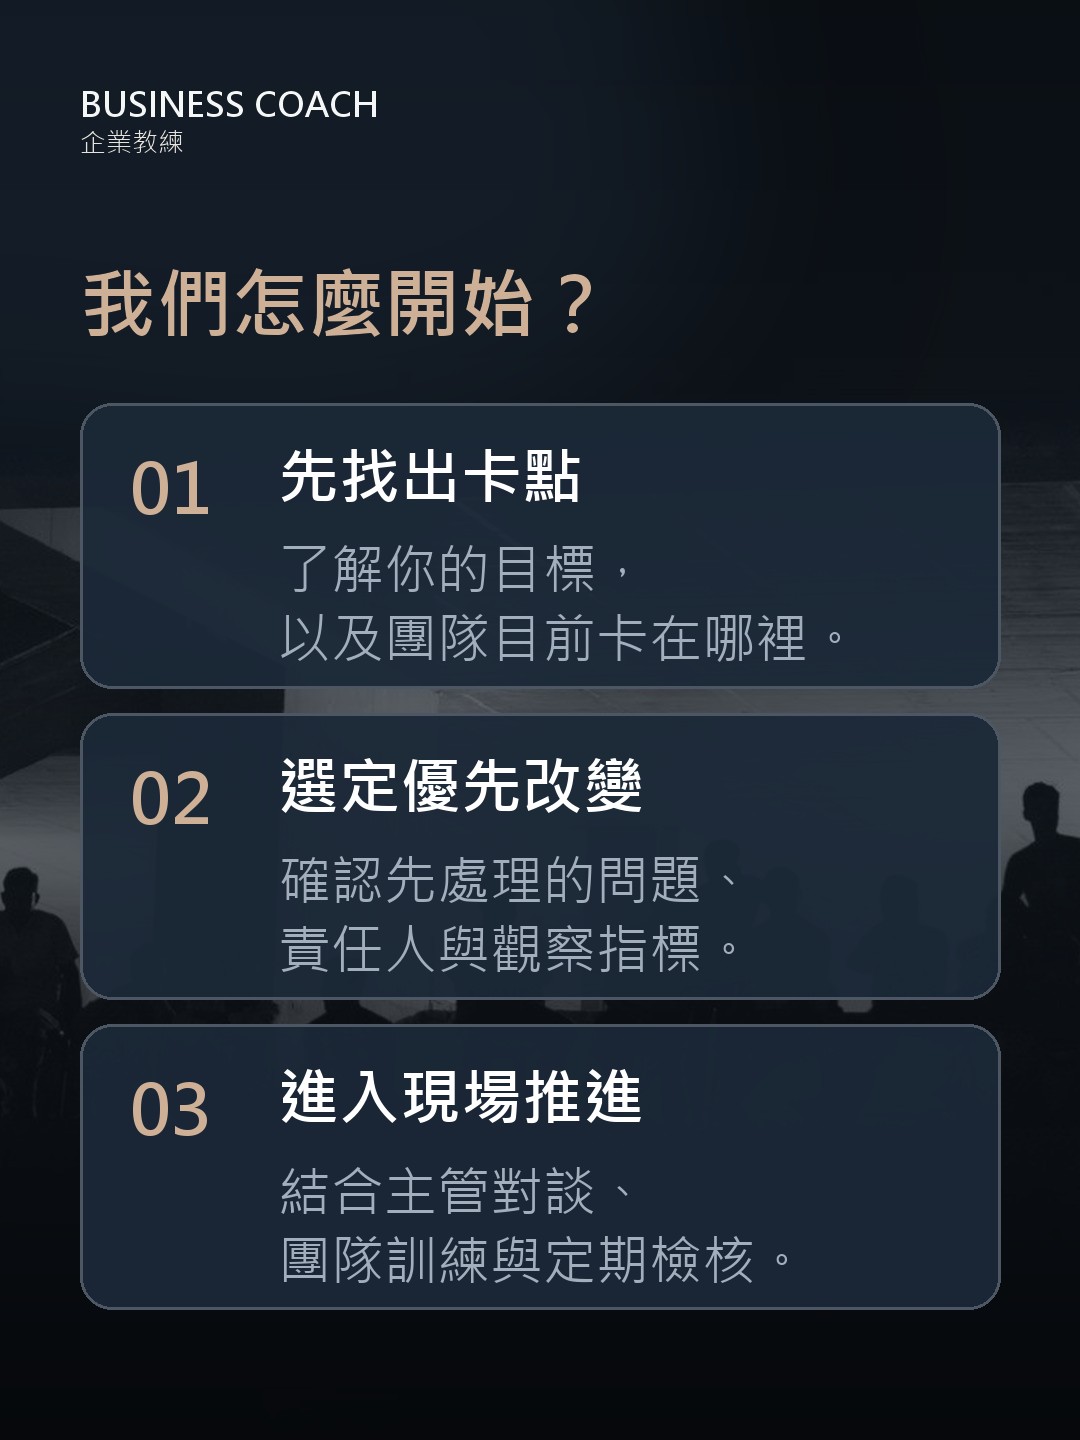 BUSINESS COACH
企業教練
我們怎麼開始？
01
先找出卡點
了解你的目標，
以及團隊目前卡在哪裡。
02
選定優先改變
確認先處理的問題、
責任人與觀察指標。
03
進入現場推進
結合主管對談、
團隊訓練與定期檢核。